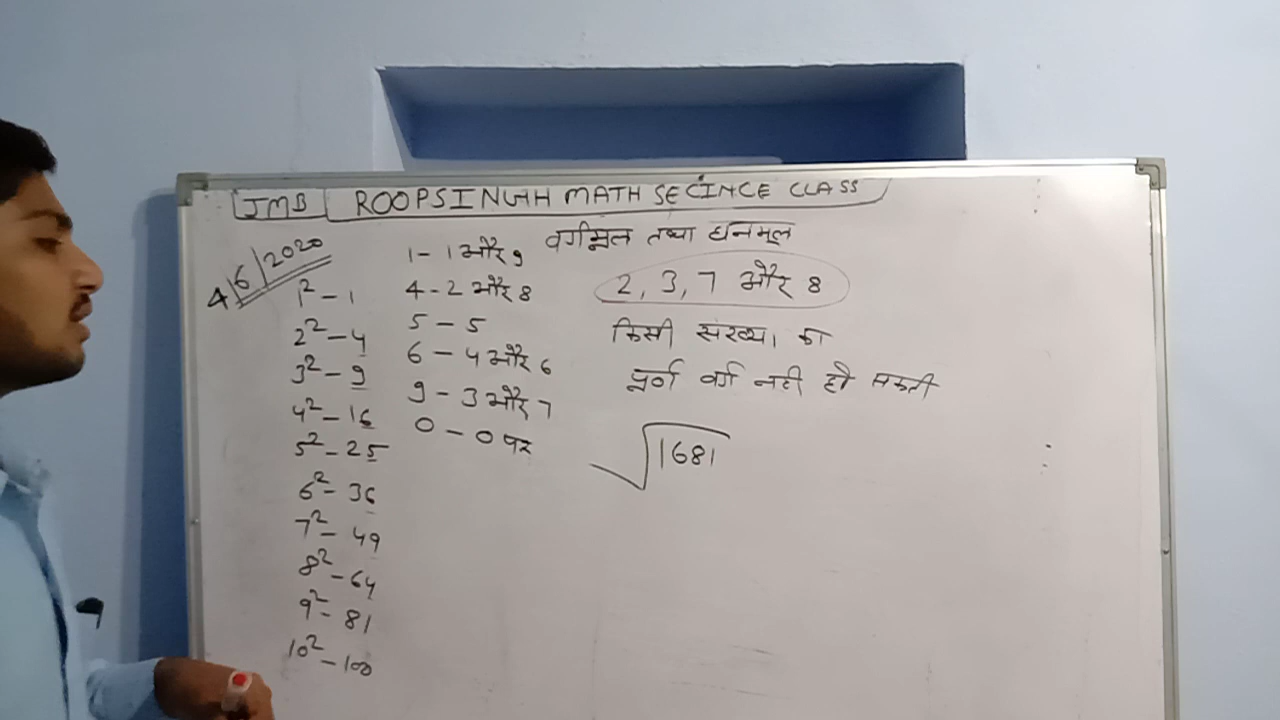 JMB ROOPSINGH MATH SECINCE CLASS
4/6/2020
वर्गमूल तथा घनमूल
1² - 1
2² - 4
3² - 9
4² - 16
5² - 25
6² - 36
7² - 49
8² - 64
9² - 81
10² - 100
1 - 1 और 9
4 - 2 और 8
5 - 5
6 - 4 और 6
9 - 3 और 7
0 - 0 पर
2, 3, 7 और 8
किसी संख्या का
पूर्ण वर्ग नही हो सकती
√1681